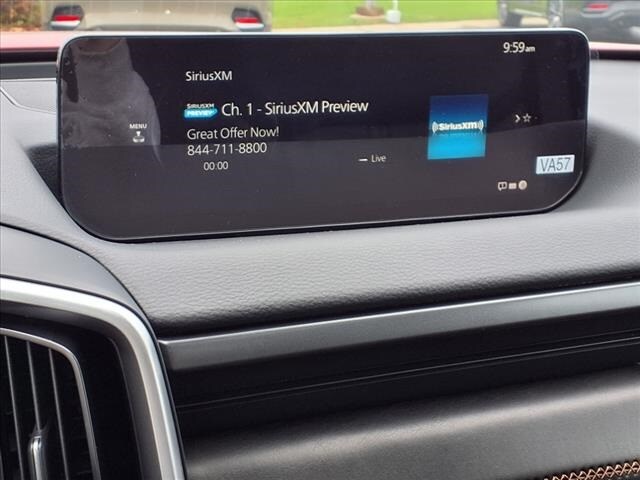 9:59am
SiriusXM
SIRIUSXM PREVIEW
Ch. 1 - SiriusXM Preview
MENU
Great Offer Now!
844-711-8800
00:00
Live
SiriusXM
VA57